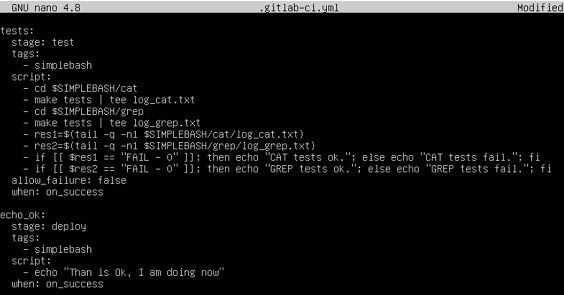 GNU nano 4.8 .gitlab-ci.yml Modified
tests:
  stage: test
  tags:
    - simplebash
  script:
    - cd $SIMPLEBASH/cat
    - make tests | tee log_cat.txt
    - cd $SIMPLEBASH/grep
    - make tests | tee log_grep.txt
    - res1=$(tail -q -n1 $SIMPLEBASH/cat/log_cat.txt)
    - res2=$(tail -q -n1 $SIMPLEBASH/grep/log_grep.txt)
    - if [[ $res1 == "FAIL - 0" ]]; then echo "CAT tests ok."; else echo "CAT tests fail."; fi
    - if [[ $res2 == "FAIL - 0" ]]; then echo "GREP tests ok."; else echo "GREP tests fail."; fi
  allow_failure: false
  when: on_success
echo_ok:
  stage: deploy
  tags:
    - simplebash
  script:
    - echo "Than is Ok, I am doing now"
  when: on_success